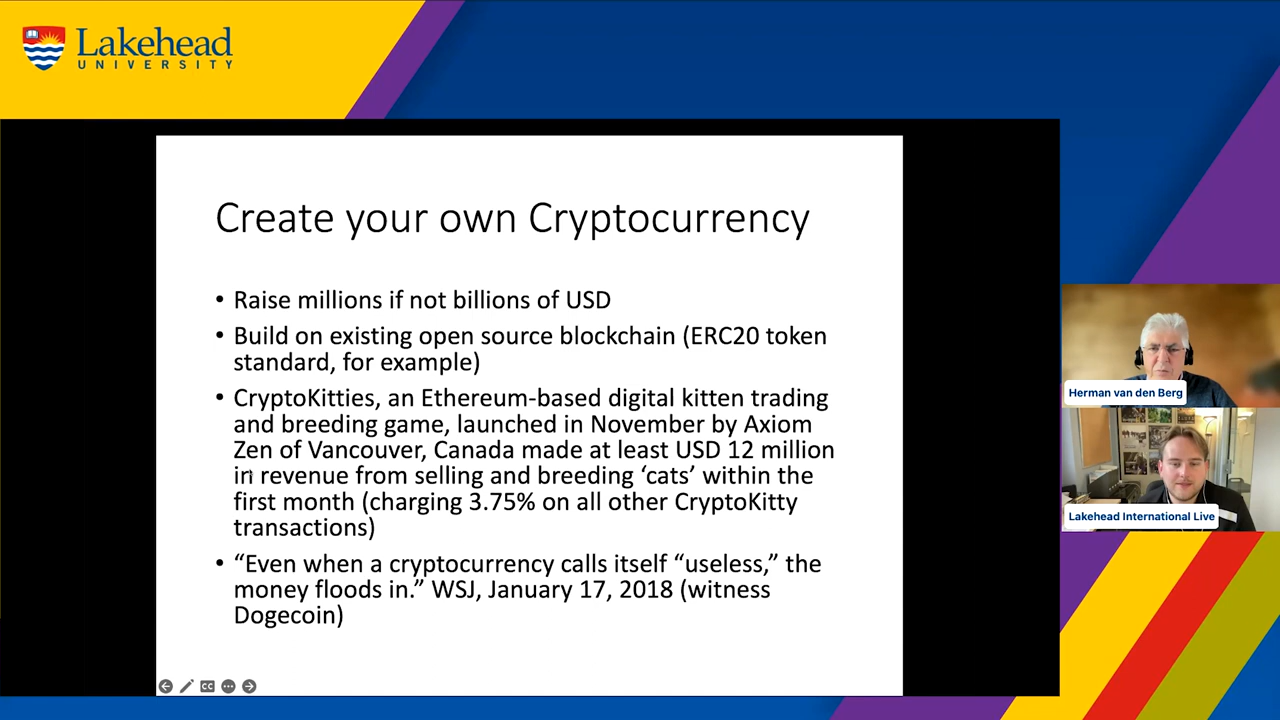 Lakehead
UNIVERSITY
Create your own Cryptocurrency
• Raise millions if not billions of USD
• Build on existing open source blockchain (ERC20 token
standard, for example)
• CryptoKitties, an Ethereum-based digital kitten trading
and breeding game, launched in November by Axiom
Zen of Vancouver, Canada made at least USD 12 million
in revenue from selling and breeding ‘cats’ within the
first month (charging 3.75% on all other CryptoKitty
transactions)
• “Even when a cryptocurrency calls itself “useless,” the
money floods in.” WSJ, January 17, 2018 (witness
Dogecoin)
CC
Herman van den Berg
Lakehead International Live